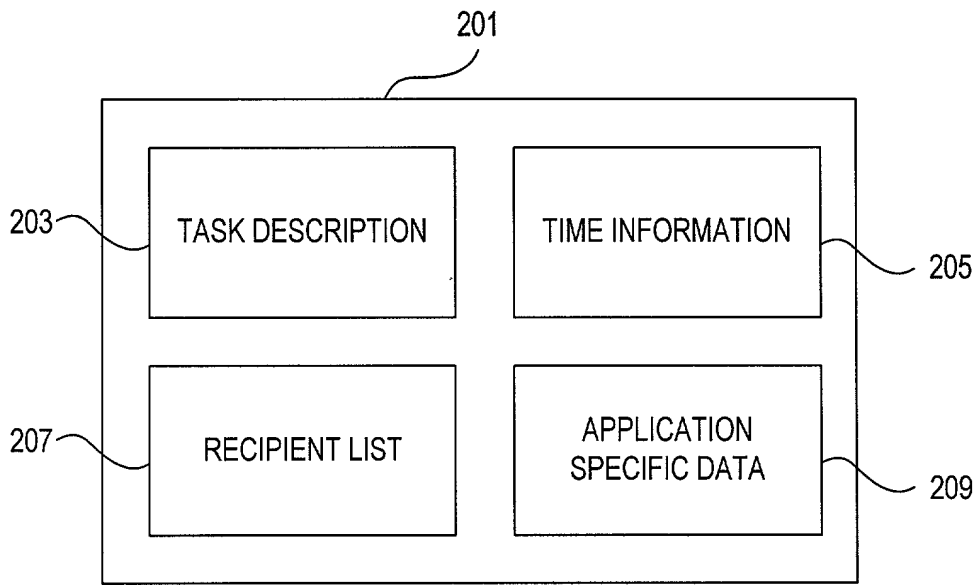 201
203
TASK DESCRIPTION
TIME INFORMATION
205
207
RECIPIENT LIST
APPLICATION
SPECIFIC DATA
209